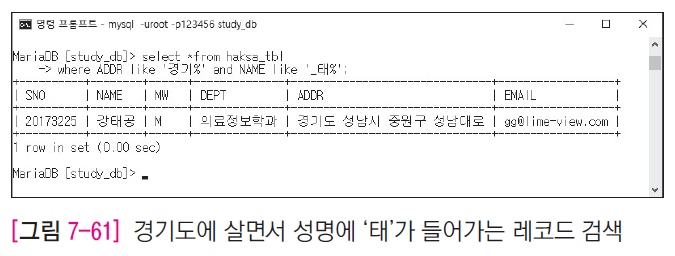 명령 프롬프트 - mysql -uroot -p123456 study_db
MariaDB [study_db]> select *from haksa_tbl
-> where ADDR like '경기%' and NAME like '_태%';
| SNO | NAME | MW | DEPT | ADDR | EMAIL |
| 20173225 |강태공 | M | 의료정보학과 | 경기도 성남시 중원구 성남대로 | gg@lime-view.com |
1 row in set (0.00 sec)
MariaDB [study_db]>
[그림 7-61] 경기도에 살면서 성명에 ‘태’가 들어가는 레코드 검색